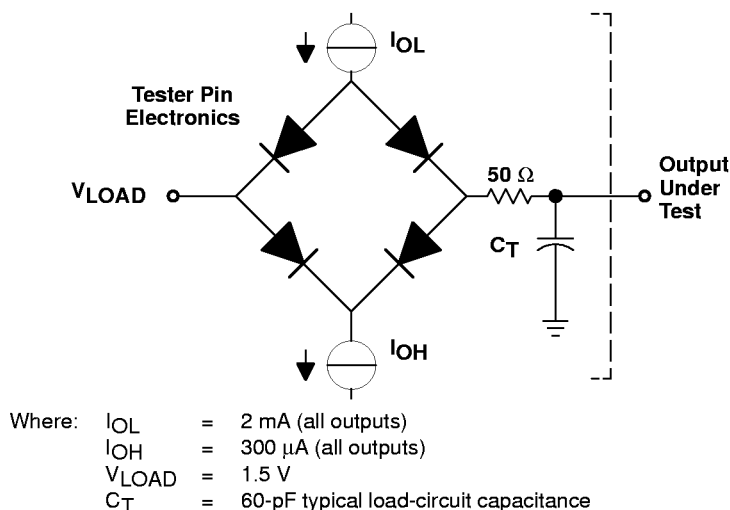 IOL
Tester Pin
Electronics
VLOAD
50 Ω
Output
Under
Test
CT
IOH
Where: IOL = 2 mA (all outputs)
IOH = 300 μA (all outputs)
VLOAD = 1.5 V
CT = 60-pF typical load-circuit capacitance